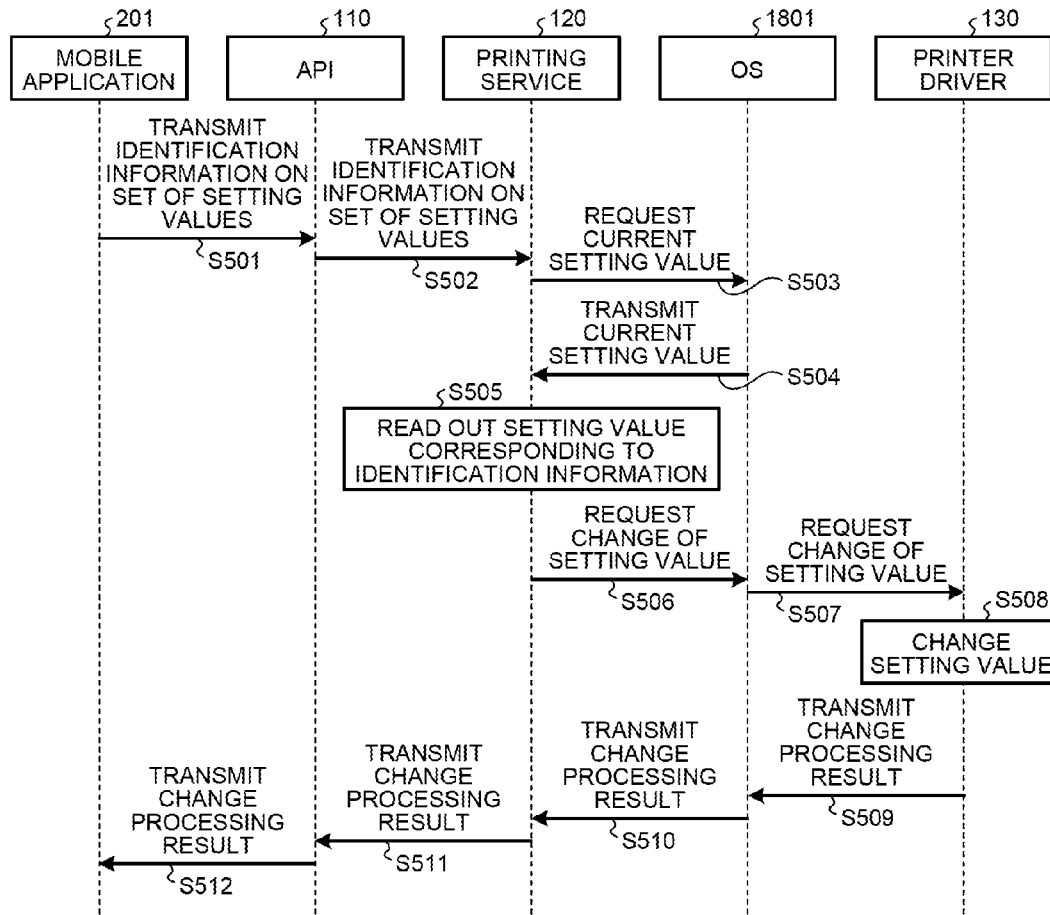 201
110
120
1801
130
MOBILE
APPLICATION
API
PRINTING
SERVICE
OS
PRINTER
DRIVER
TRANSMIT
IDENTIFICATION
INFORMATION ON
SET OF SETTING
VALUES
S501
TRANSMIT
IDENTIFICATION
INFORMATION ON
SET OF SETTING
VALUES
S502
REQUEST
CURRENT
SETTING VALUE
S503
TRANSMIT
CURRENT
SETTING VALUE
S504
S505
READ OUT SETTING VALUE
CORRESPONDING TO
IDENTIFICATION INFORMATION
REQUEST
CHANGE OF
SETTING VALUE
S506
REQUEST
CHANGE OF
SETTING VALUE
S507
S508
CHANGE
SETTING VALUE
TRANSMIT
CHANGE
PROCESSING
RESULT
S509
TRANSMIT
CHANGE
PROCESSING
RESULT
S510
TRANSMIT
CHANGE
PROCESSING
RESULT
S511
TRANSMIT
CHANGE
PROCESSING
RESULT
S512